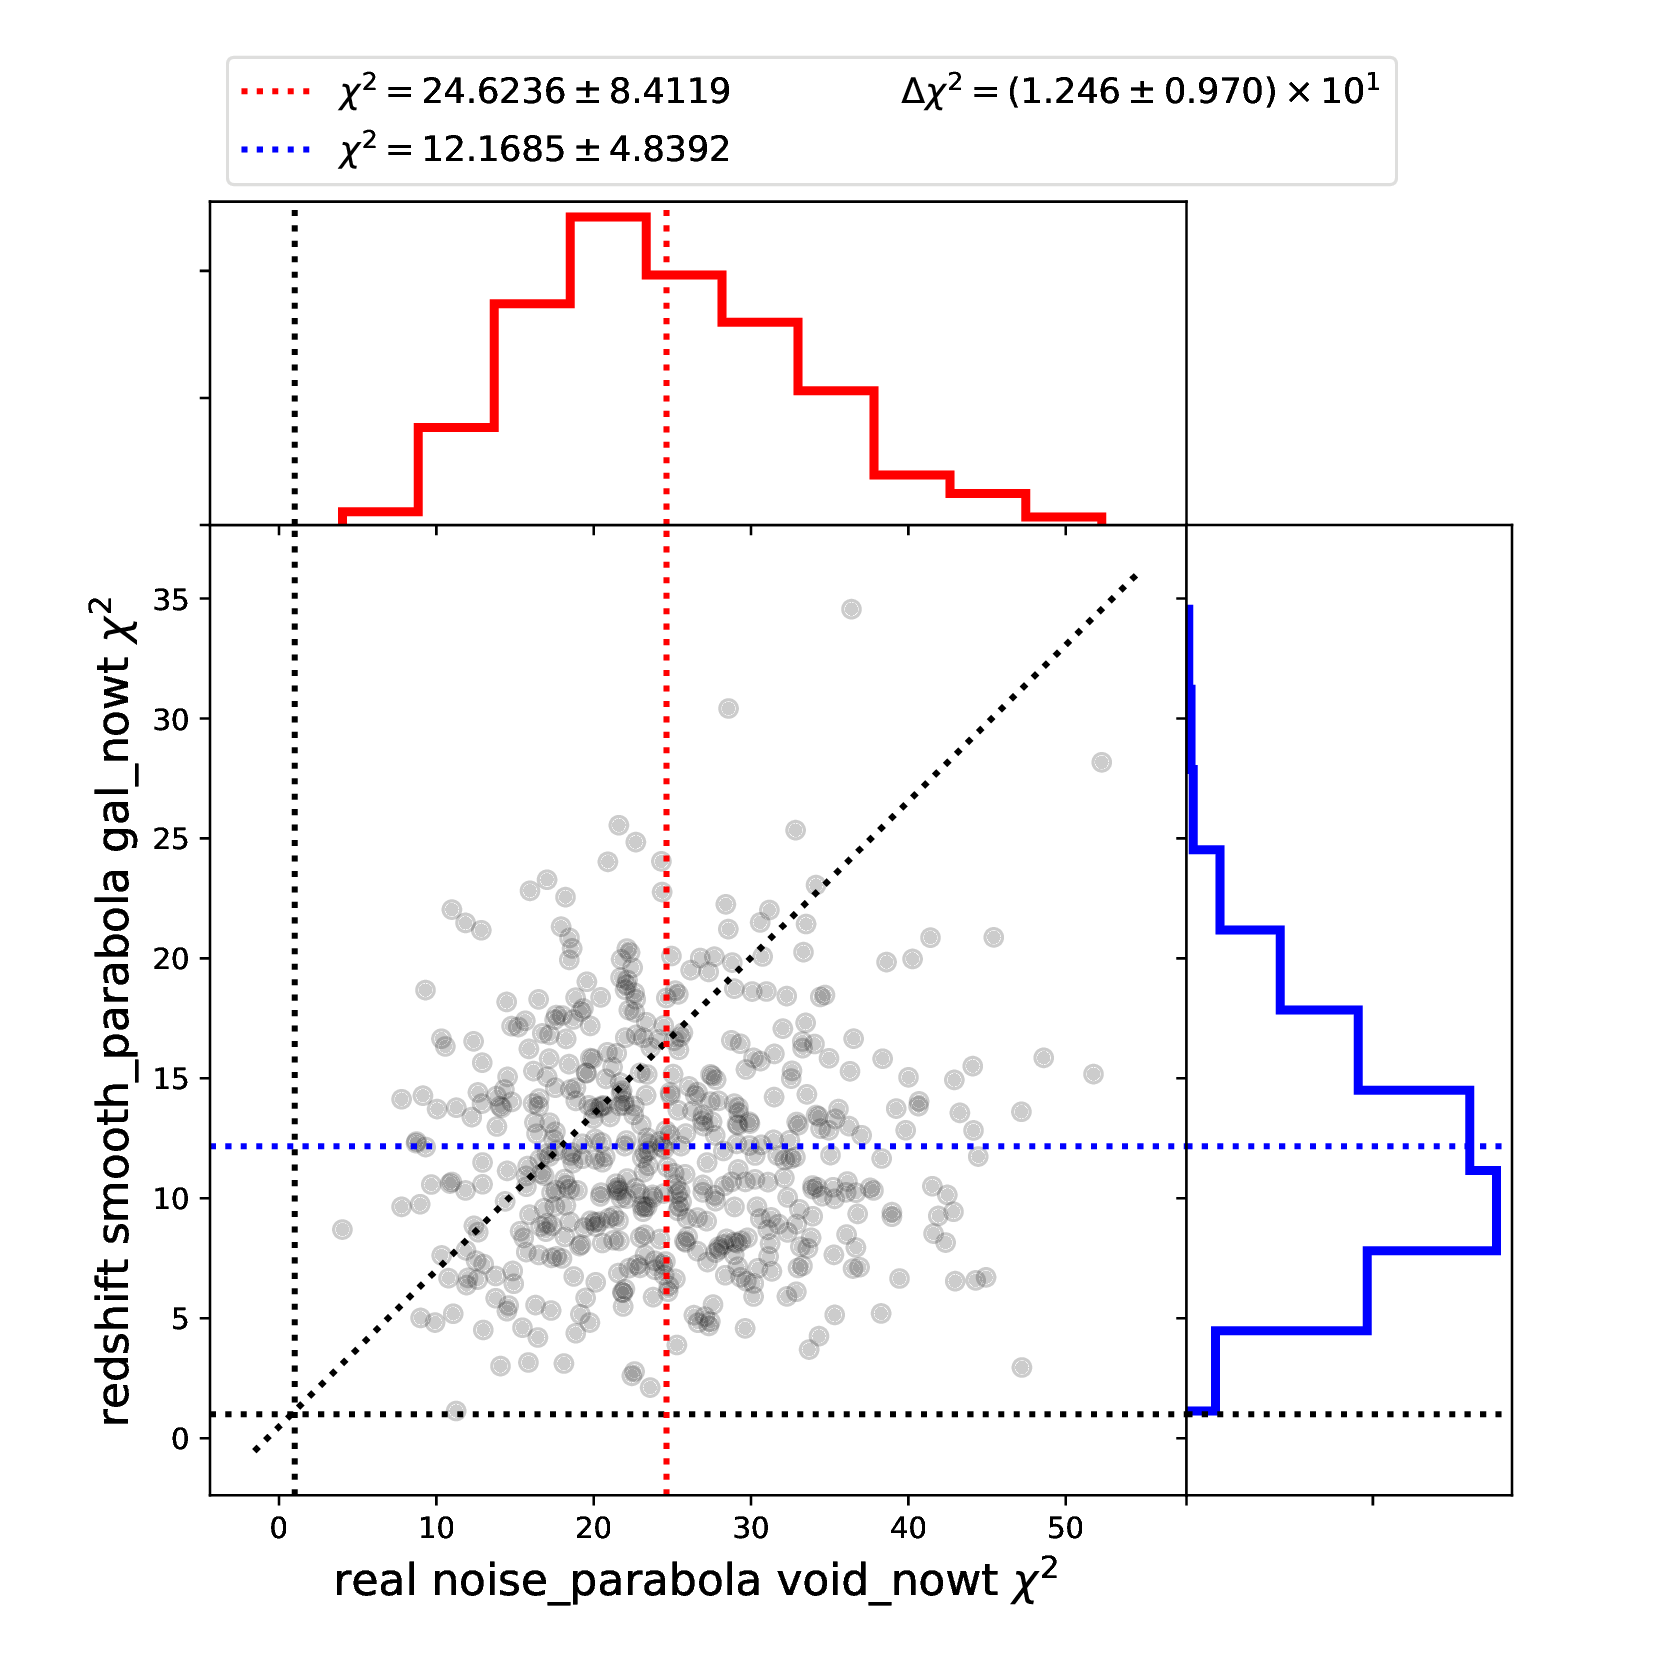 χ² = 24.6236 ± 8.4119 Δχ² = (1.246 ± 0.970) × 10¹
χ² = 12.1685 ± 4.8392
redshift smooth_parabola gal_nowt χ²
35
30
25
20
15
10
5
0
0 10 20 30 40 50
real noise_parabola void_nowt χ²